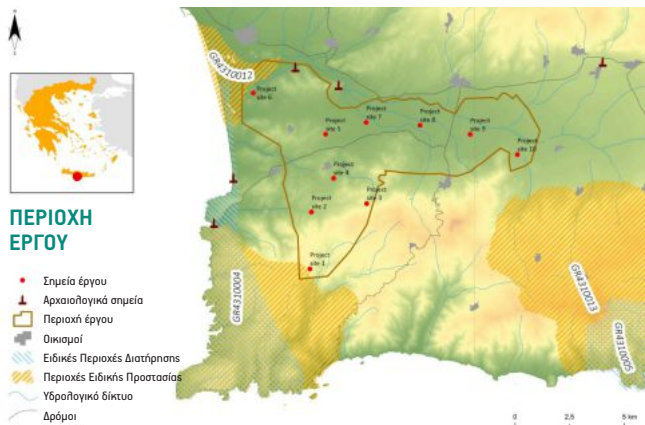 N
GR4310012
Project
site 6
Project
site 7
Project
site 8
Project
site 5
Project
site 9
Project
site 10
Project
site 4
Project
site 3
Project
site 2
Project
site 1
ΠΕΡΙΟΧΗ
ΕΡΓΟΥ
Σημεία έργου
Αρχαιολογικά σημεία
Περιοχή έργου
Οικισμοί
Ειδικές Περιοχές Διατήρησης
Περιοχές Ειδικής Προστασίας
Υδρολογικό δίκτυο
Δρόμοι
GR4310004
GR4310013
GR4310005
0 2,5 5 km